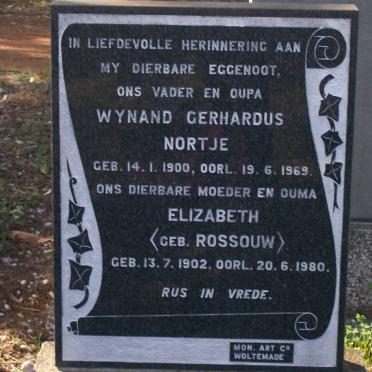 IN LIEFDEVOLLE HERINNERING AAN
MY DIERBARE EGGENOOT,
ONS VADER EN OUPA
WYNAND GERHARDUS
NORTJE
GEB. 14.1.1900, OORL. 19.6.1969.
ONS DIERBARE MOEDER EN OUMA
ELIZABETH
(GEB. ROSSOUW)
GEB. 13.7.1902, OORL. 20.6.1980.
RUS IN VREDE.
MON. ART Co
WOLTEMADE